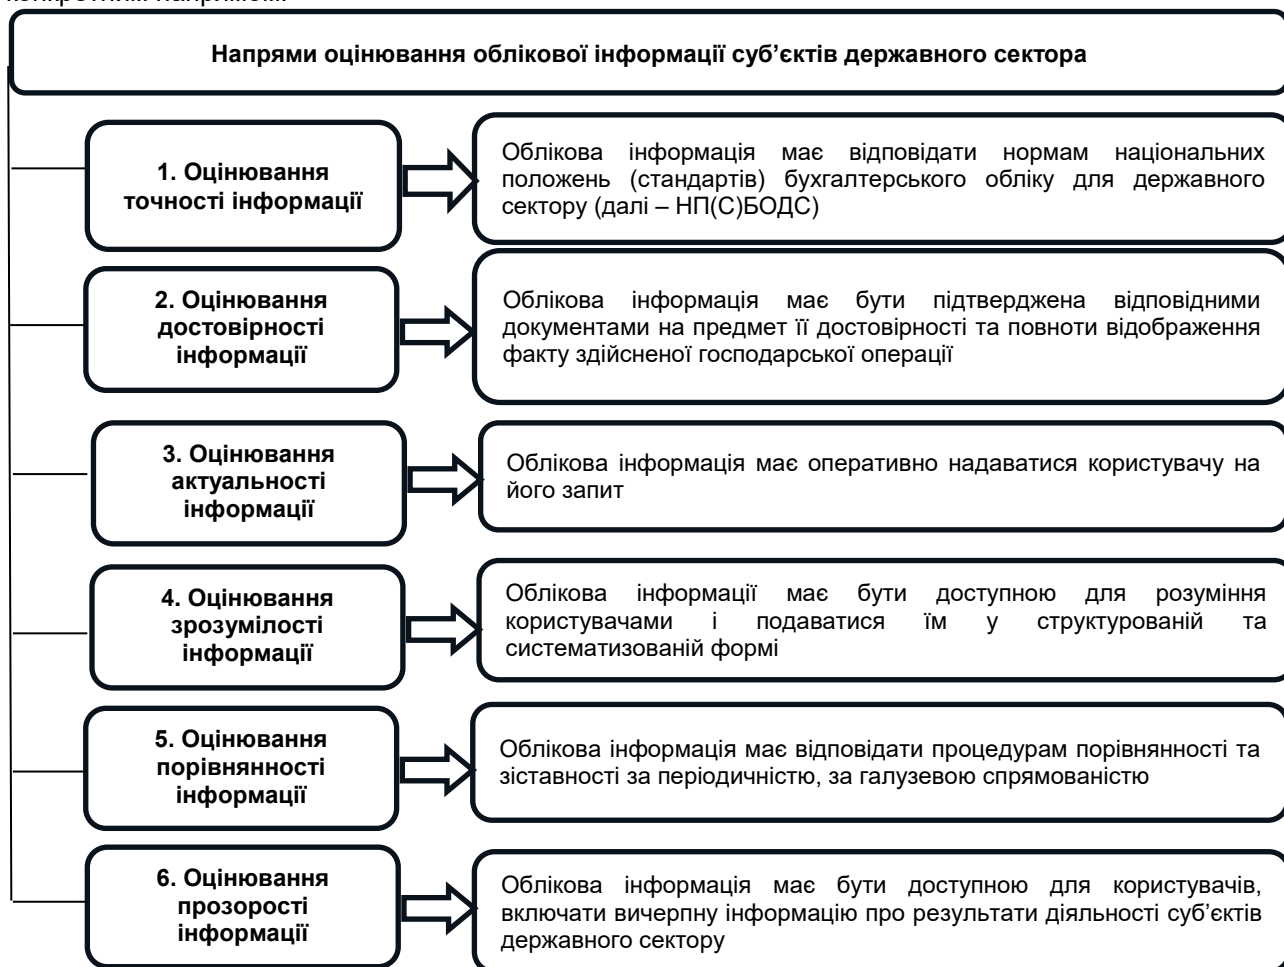 Напрями оцінювання облікової інформації суб’єктів державного сектора
1. Оцінювання
точності інформації
Облікова інформація має відповідати нормам національних
положень (стандартів) бухгалтерського обліку для державного
сектору (далі – НП(С)БОДС)
2. Оцінювання
достовірності
інформації
Облікова інформація має бути підтверджена відповідними
документами на предмет її достовірності та повноти відображення
факту здійсненої господарської операції
3. Оцінювання
актуальності
інформації
Облікова інформація має оперативно надаватися користувачу на
його запит
4. Оцінювання
зрозумілості
інформації
Облікова інформації має бути доступною для розуміння
користувачами і подаватися їм у структурованій та
систематизованій формі
5. Оцінювання
порівнянності
інформації
Облікова інформація має відповідати процедурам порівнянності та
зіставності за періодичністю, за галузевою спрямованістю
6. Оцінювання
прозорості
інформації
Облікова інформація має бути доступною для користувачів,
включати вичерпну інформацію про результати діяльності суб’єктів
державного сектору